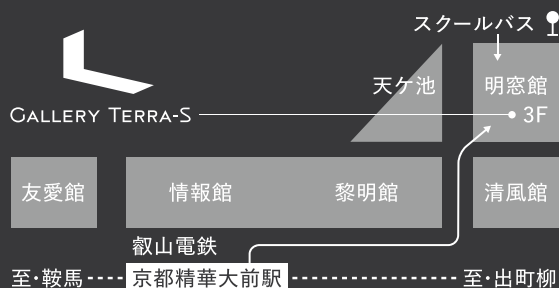 スクールバス
天ケ池
明窓館
GALLERY TERRA-S
3F
友愛館
情報館
黎明館
清風館
叡山電鉄
至・鞍馬
京都精華大前駅
至・出町柳